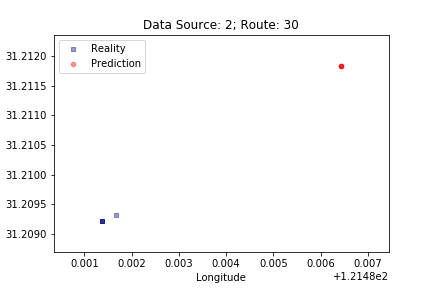 Data Source: 2; Route: 30
Reality
Prediction
31.2120
31.2115
31.2110
31.2105
31.2100
31.2095
31.2090
0.001 0.002 0.003 0.004 0.005 0.006 0.007
Longitude
+1.2148e2